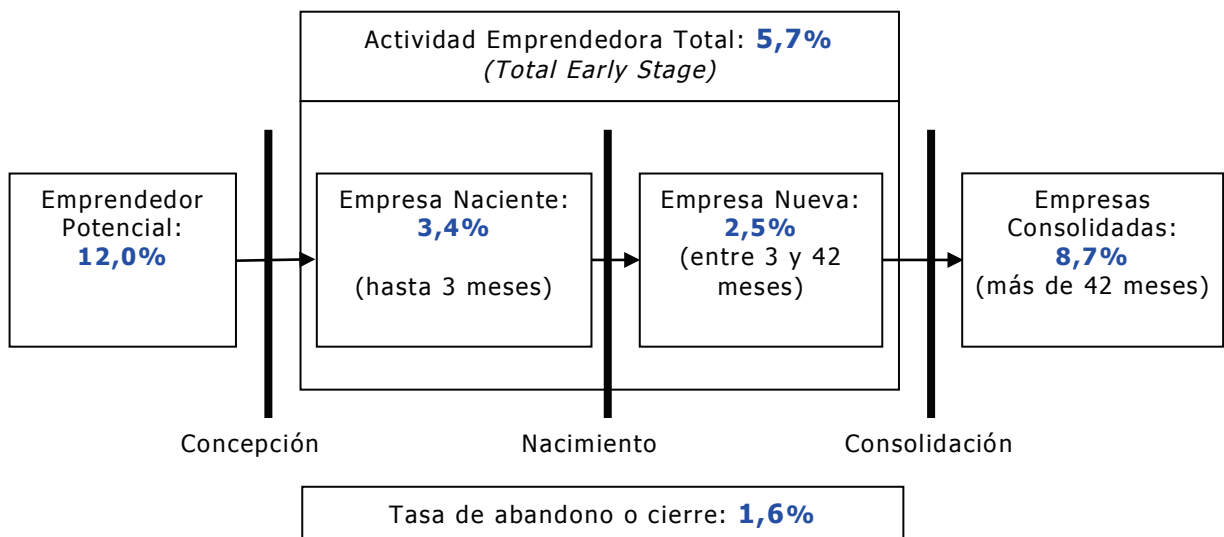 Actividad Emprendedora Total: 5,7%
(Total Early Stage)
Emprendedor
Potencial:
12,0%
Empresa Naciente:
3,4%
(hasta 3 meses)
Empresa Nueva:
2,5%
(entre 3 y 42
meses)
Empresas
Consolidadas:
8,7%
(más de 42 meses)
Concepción
Nacimiento
Consolidación
Tasa de abandono o cierre: 1,6%